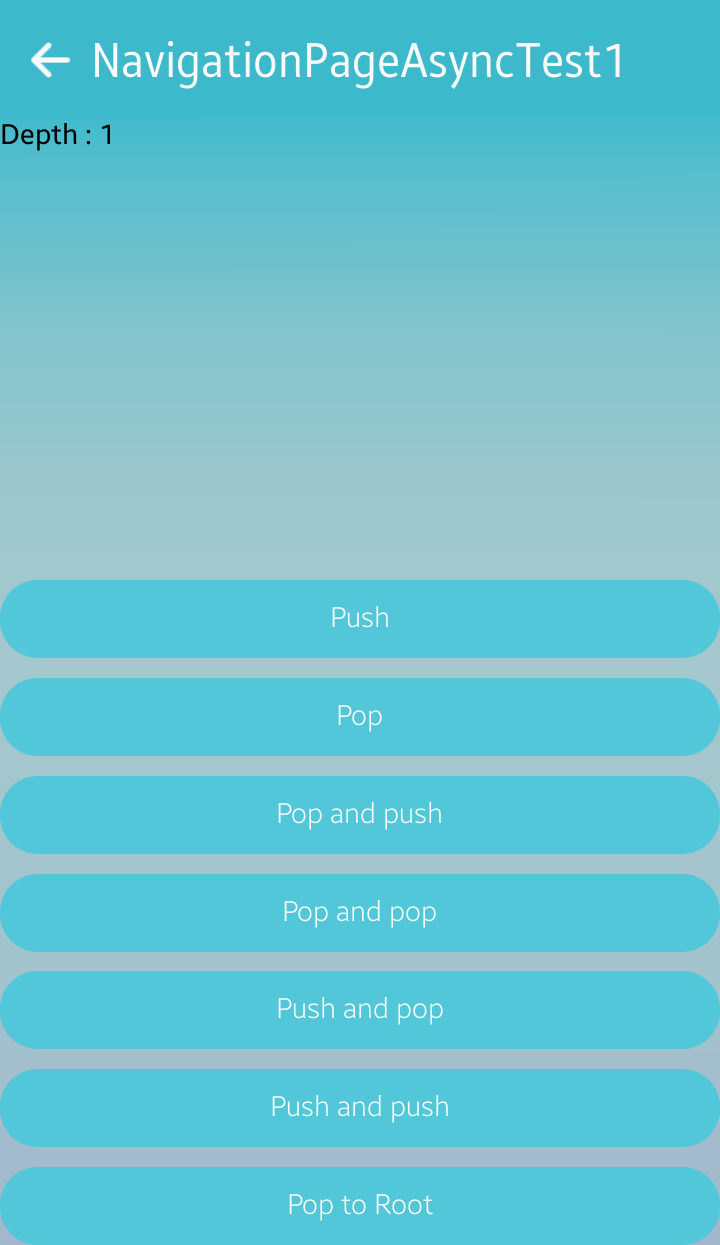 NavigationPageAsyncTest1
Depth : 1
Push
Pop
Pop and push
Pop and pop
Push and pop
Push and push
Pop to Root